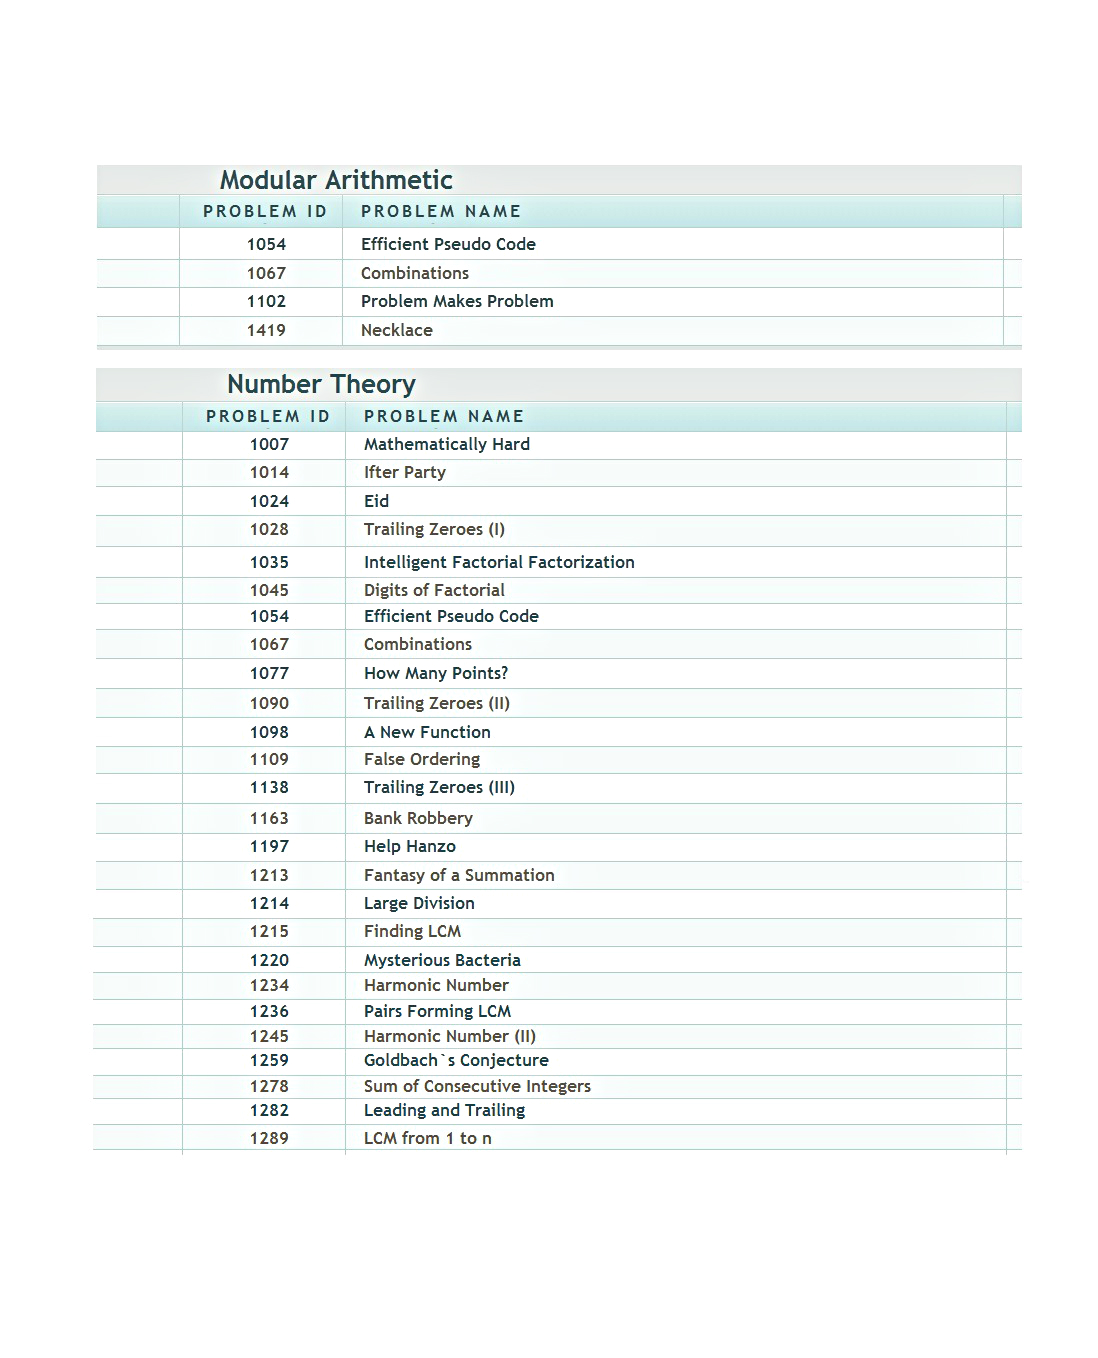 Modular Arithmetic
PROBLEM ID PROBLEM NAME
1054 Efficient Pseudo Code
1067 Combinations
1102 Problem Makes Problem
1419 Necklace
Number Theory
PROBLEM ID PROBLEM NAME
1007 Mathematically Hard
1014 Ifter Party
1024 Eid
1028 Trailing Zeroes (I)
1035 Intelligent Factorial Factorization
1045 Digits of Factorial
1054 Efficient Pseudo Code
1067 Combinations
1077 How Many Points?
1090 Trailing Zeroes (II)
1098 A New Function
1109 False Ordering
1138 Trailing Zeroes (III)
1163 Bank Robbery
1197 Help Hanzo
1213 Fantasy of a Summation
1214 Large Division
1215 Finding LCM
1220 Mysterious Bacteria
1234 Harmonic Number
1236 Pairs Forming LCM
1245 Harmonic Number (II)
1259 Goldbach`s Conjecture
1278 Sum of Consecutive Integers
1282 Leading and Trailing
1289 LCM from 1 to n